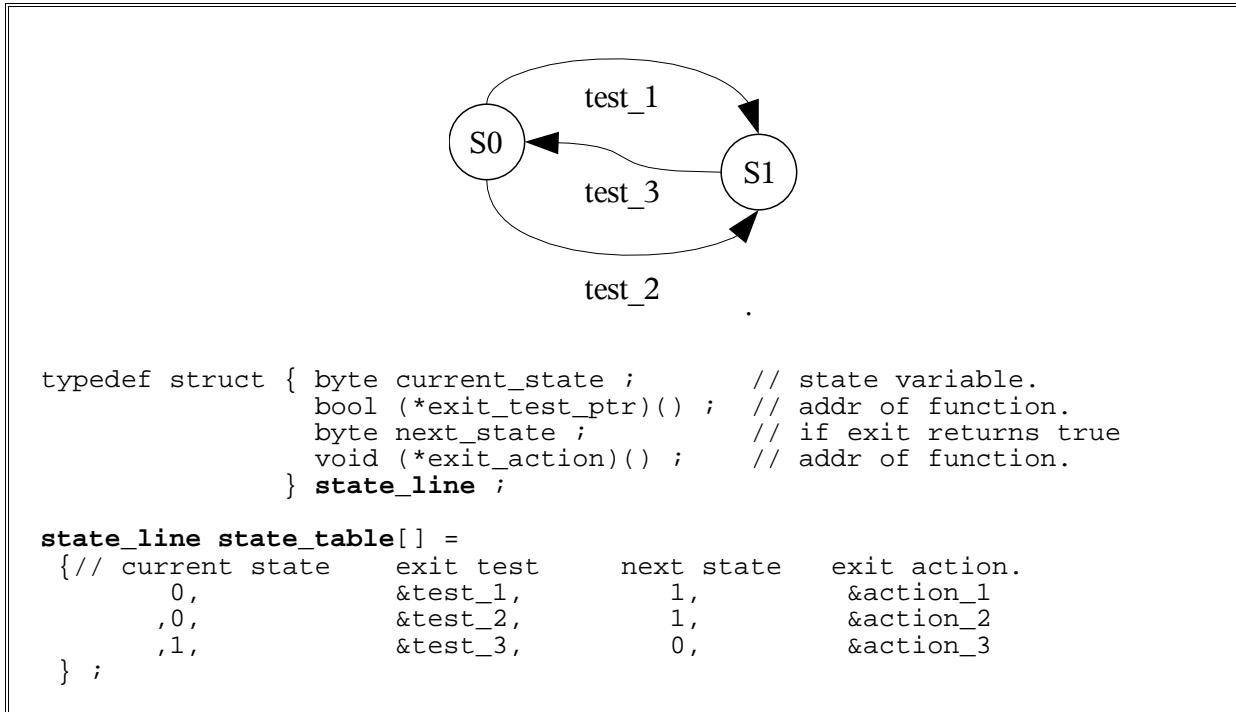 test_1
S0
S1
test_3
test_2
.
typedef struct { byte current_state ;        // state variable.
                 bool (*exit_test_ptr)() ;   // addr of function.
                 byte next_state ;           // if exit returns true
                 void (*exit_action)() ;     // addr of function.
               } state_line ;
state_line state_table[] =
 {// current state    exit test     next state   exit action.
        0,            &test_1,         1,         &action_1
       ,0,            &test_2,         1,         &action_2
       ,1,            &test_3,         0,         &action_3
 } ;